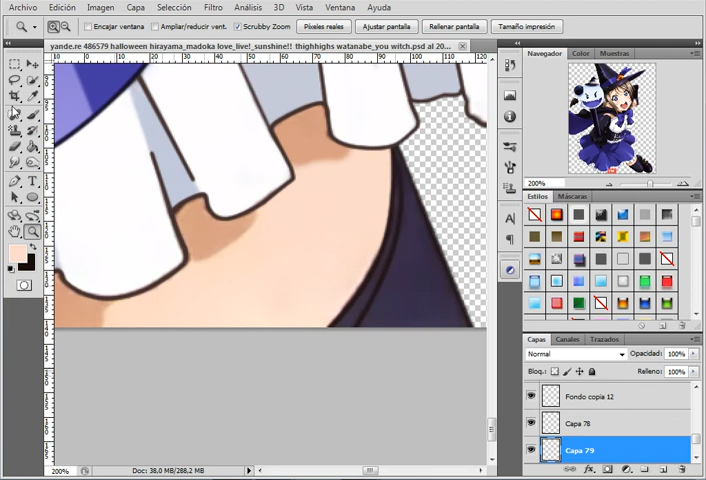 Archivo Edición Imagen Capa Selección Filtro Análisis 3D Vista Ventana Ayuda
Encajar ventana Ampliar/reducir vent. Scrubby Zoom Píxeles reales Ajustar pantalla Rellenar pantalla Tamaño impresión
yande.re 486579 halloween hirayama_madoka love_live!_sunshine!! thighhighs watanabe_you witch.psd al 20...
Navegador Color Muestras
200%
Estilos Máscaras
Capas Canales Trazados
Normal Opacidad: 100%
Bloq.: Relleno: 100%
Fondo copia 12
Capa 78
Capa 79
200% Doc: 38,0 MB/288,2 MB